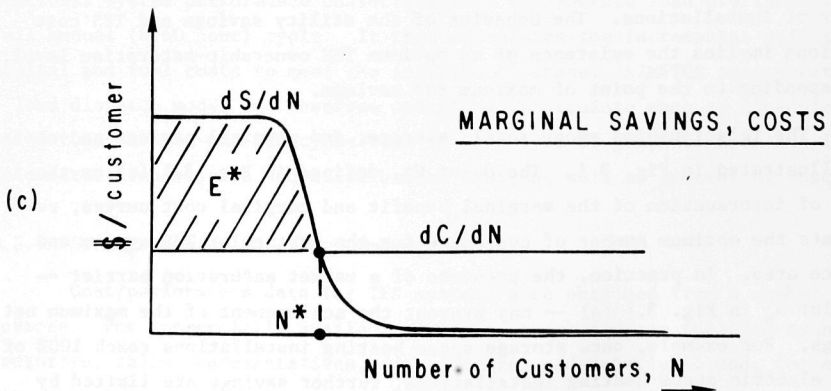 dS/dN
MARGINAL SAVINGS, COSTS
E*
(c)
$ / customer
dC/dN
N*
Number of Customers, N